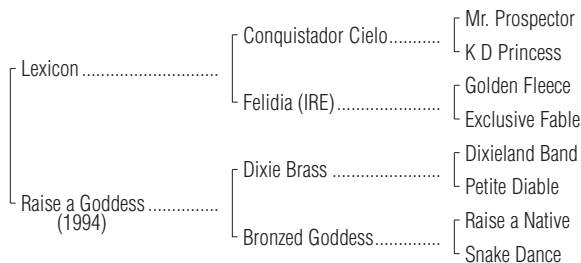 Mr. Prospector
Conquistador Cielo...........
K D Princess
Lexicon .............................
Golden Fleece
Felidia (IRE) ......................
Exclusive Fable
Dixieland Band
Dixie Brass .......................
Petite Diable
Raise a Goddess ...............
(1994)
Raise a Native
Bronzed Goddess..............
Snake Dance